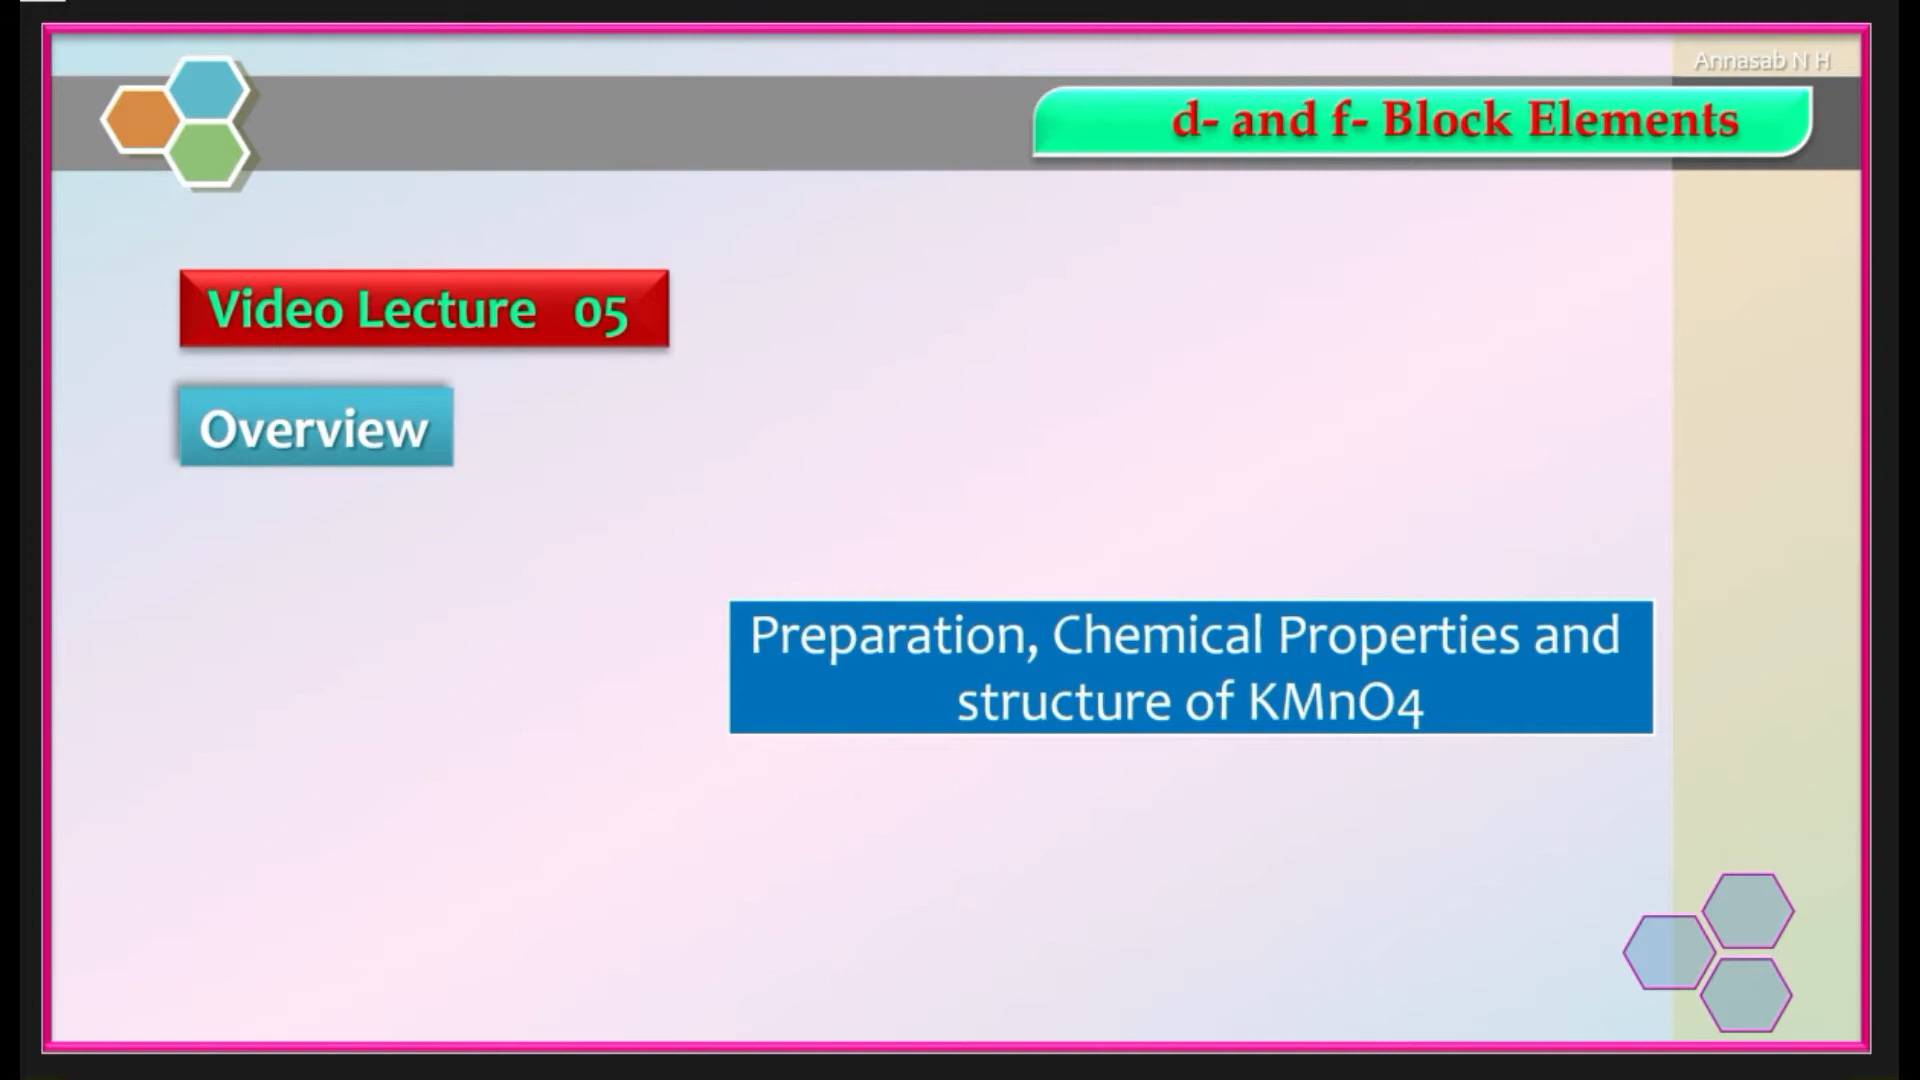 Annasab N H
d- and f- Block Elements
Video Lecture 05
Overview
Preparation, Chemical Properties and
structure of KMnO4